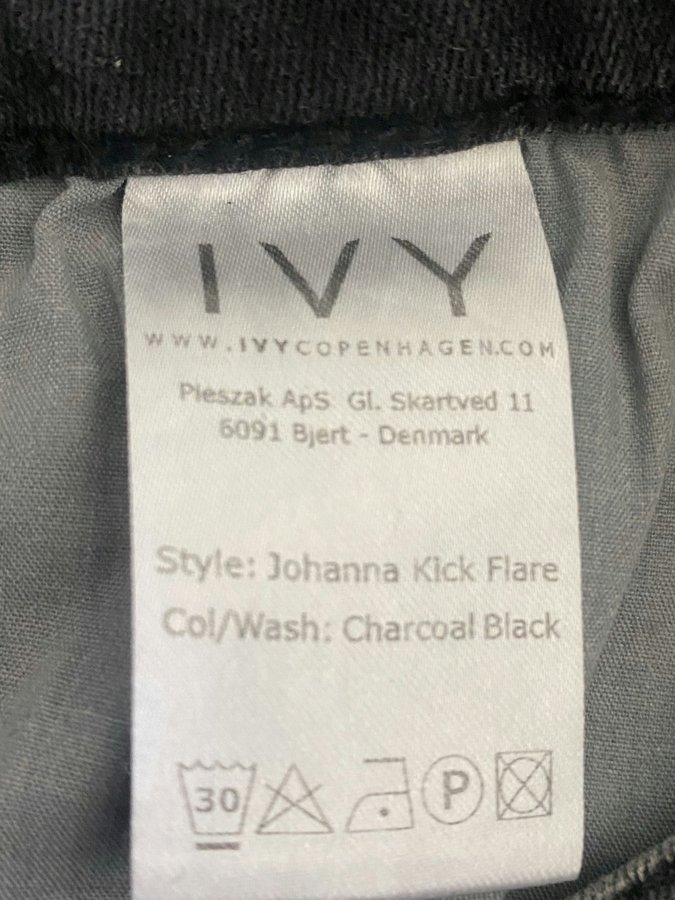 IVY
WWW.IVYCOPENHAGEN.COM
Pleszak ApS Gl. Skartved 11
6091 Bjert - Denmark
Style: Johanna Kick Flare
Col/Wash: Charcoal Black
30 P